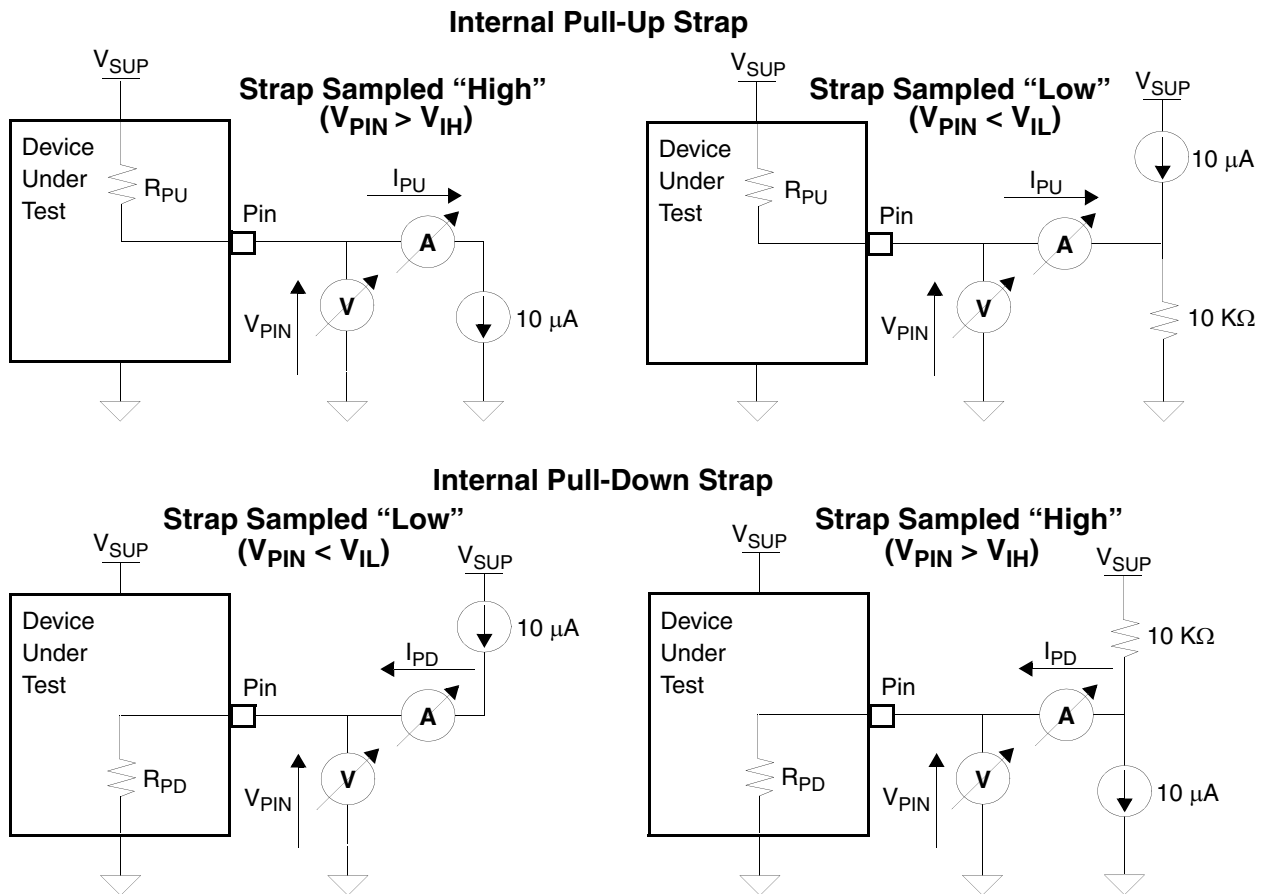 Internal Pull-Up Strap
V_SUP
Strap Sampled “High”
(V_PIN > V_IH)
Device
Under
Test
R_PU
Pin
I_PU
A
V
V_PIN
10 μA
V_SUP
Strap Sampled “Low”
(V_PIN < V_IL)
V_SUP
Device
Under
Test
R_PU
Pin
I_PU
A
V
V_PIN
10 μA
10 KΩ
Internal Pull-Down Strap
Strap Sampled “Low”
(V_PIN < V_IL)
V_SUP
V_SUP
Device
Under
Test
R_PD
Pin
I_PD
A
V
V_PIN
10 μA
Strap Sampled “High”
(V_PIN > V_IH)
V_SUP
V_SUP
Device
Under
Test
R_PD
Pin
I_PD
A
V
V_PIN
10 KΩ
10 μA